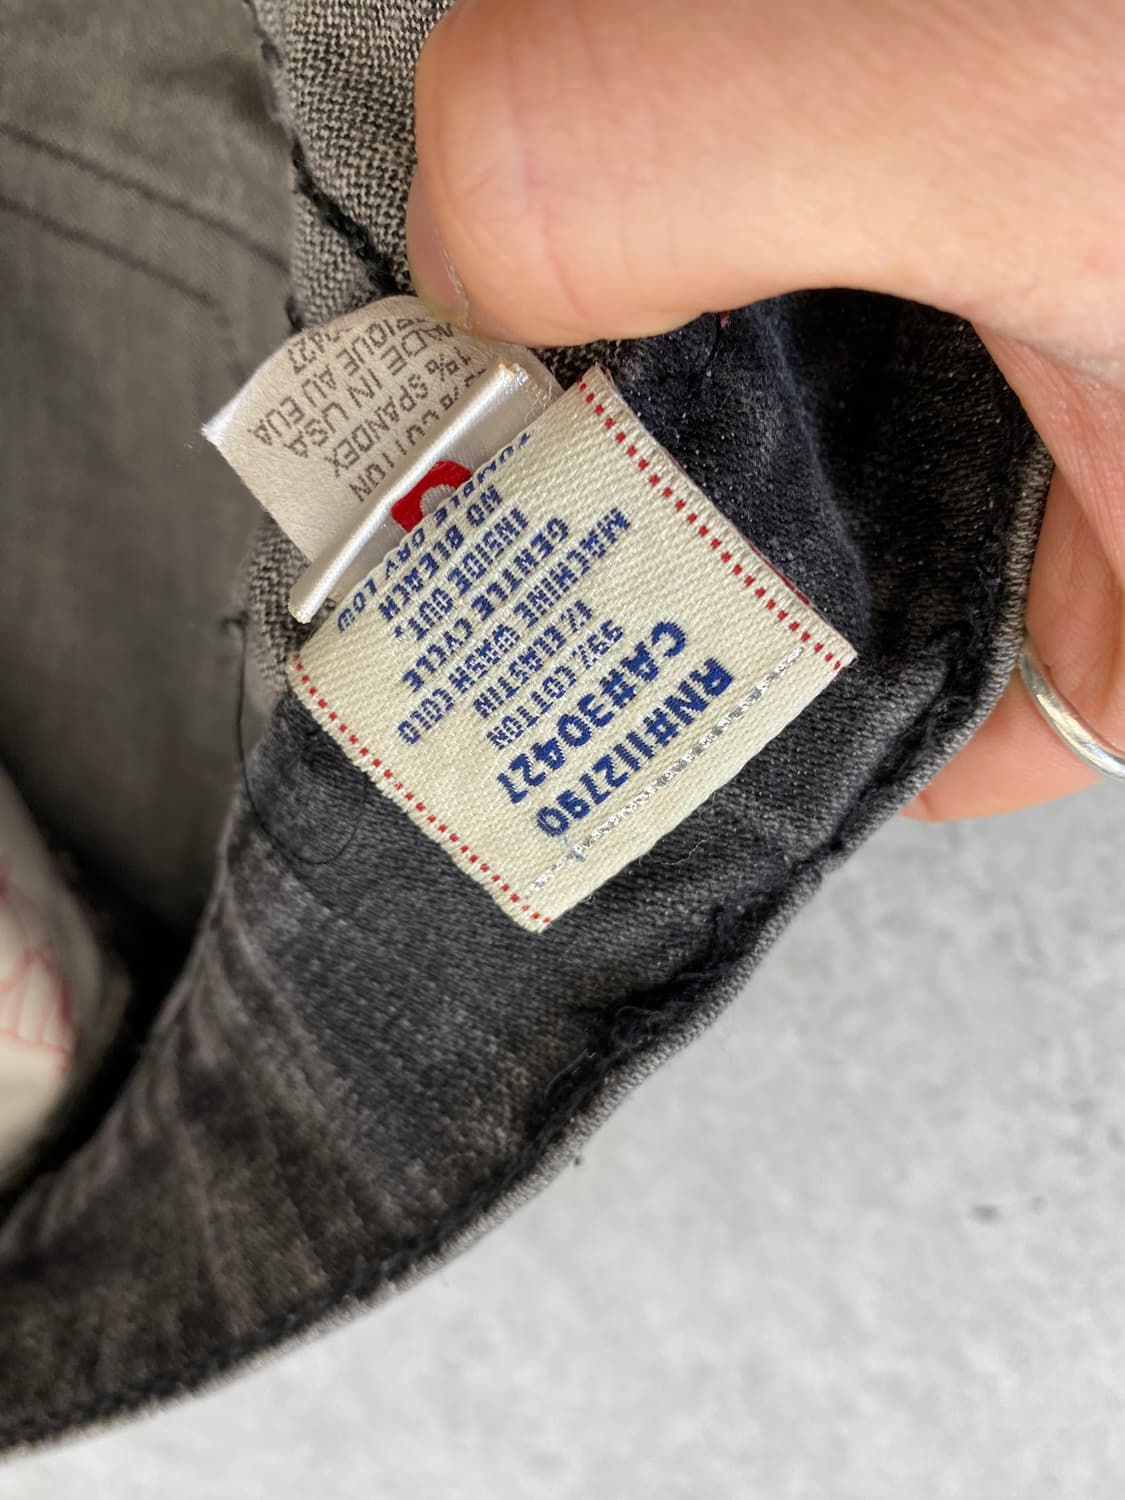 RN#112790
CA#30427
99% COTTON
1% ELASTIN
MACHINE WASH COLD
GENTLE CYCLE
INSIDE OUT.
NO BLEACH
TUMBLE DRY LOW
COTTON
1% SPANDEX
MADE IN USA
AU EUA